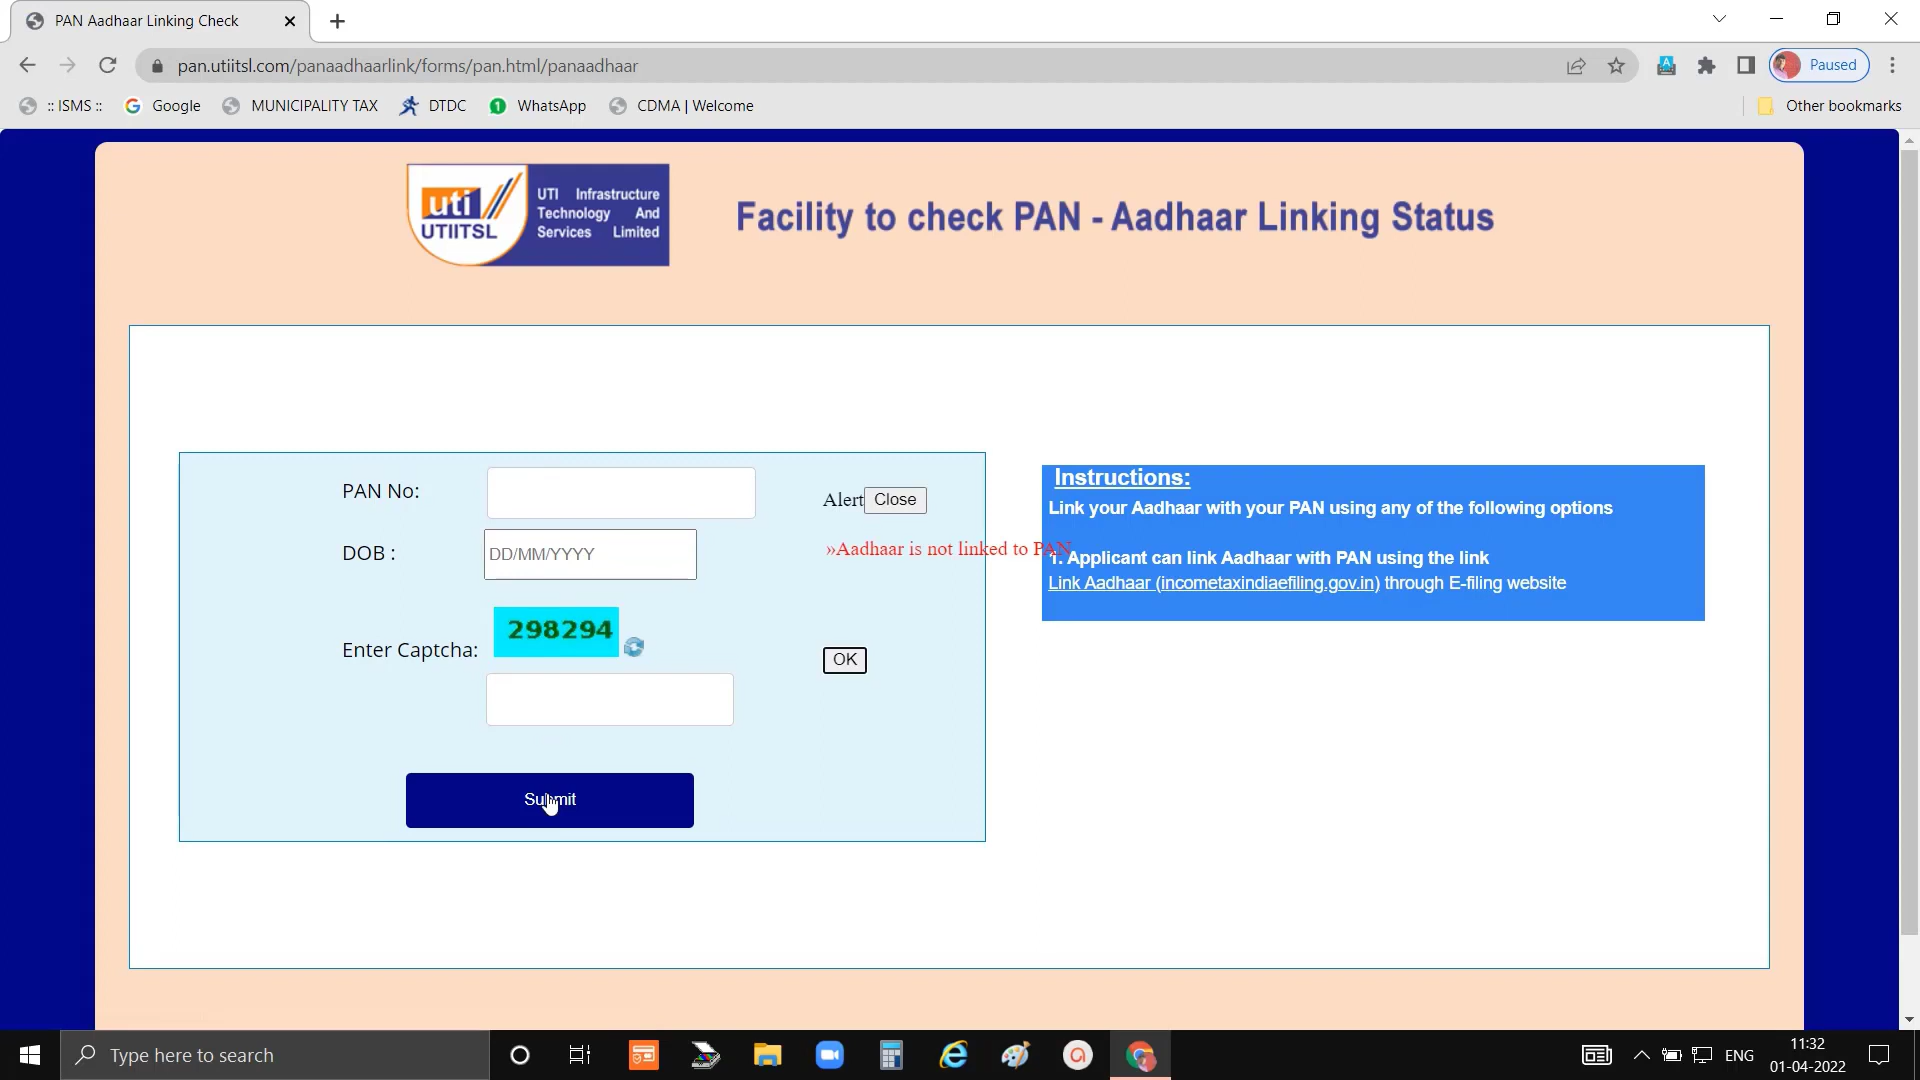 PAN Aadhaar Linking Check
pan.utiitsl.com/panaadhaarlink/forms/pan.html/panaadhaar
Paused
:: ISMS ::
Google
MUNICIPALITY TAX
DTDC
1
WhatsApp
CDMA | Welcome
Other bookmarks
uti
UTIITSL
UTI Infrastructure
Technology And
Services Limited
Facility to check PAN - Aadhaar Linking Status
PAN No:
Alert
Close
DOB :
DD/MM/YYYY
»Aadhaar is not linked to PAN
Enter Captcha:
298294
OK
Submit
Instructions:
Link your Aadhaar with your PAN using any of the following options
1. Applicant can link Aadhaar with PAN using the link
Link Aadhaar (incometaxindiaefiling.gov.in) through E-filing website
Type here to search
ENG
11:32
01-04-2022